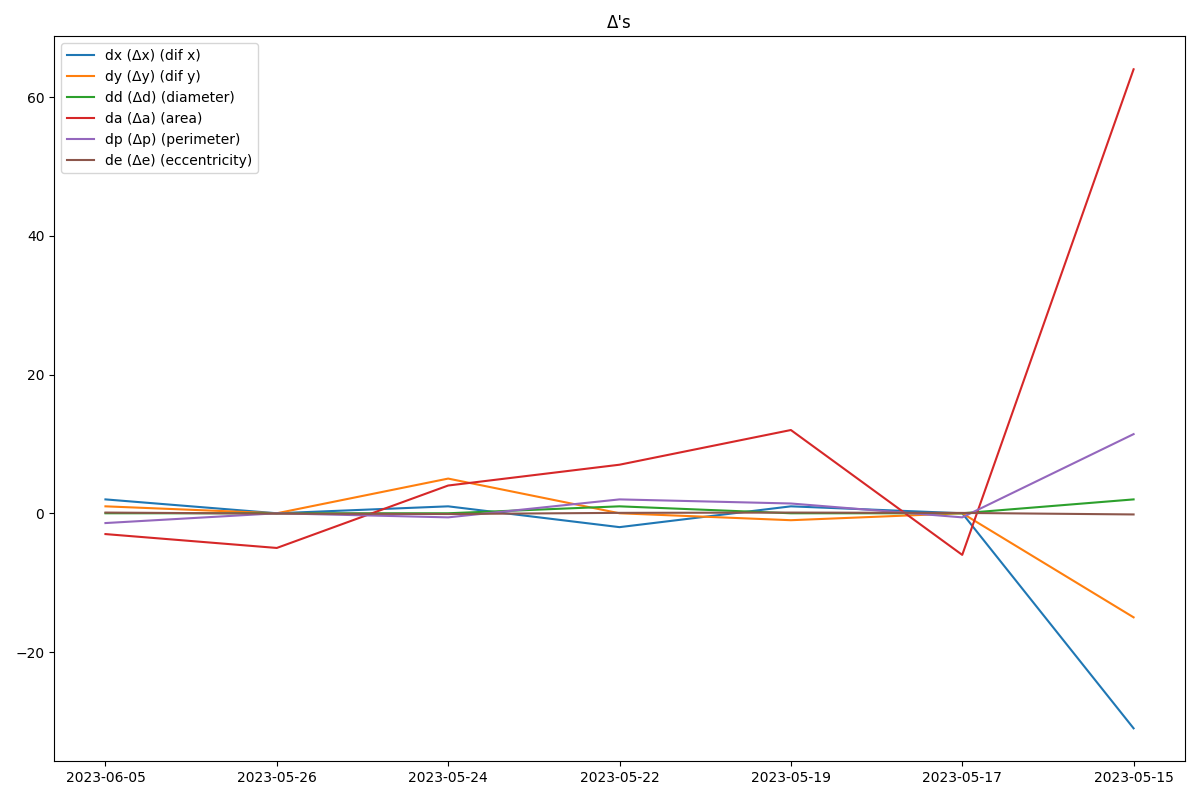 Δ's
dx (Δx) (dif x)
dy (Δy) (dif y)
dd (Δd) (diameter)
da (Δa) (area)
dp (Δp) (perimeter)
de (Δe) (eccentricity)
60
40
20
0
−20
2023-06-05 2023-05-26 2023-05-24 2023-05-22 2023-05-19 2023-05-17 2023-05-15